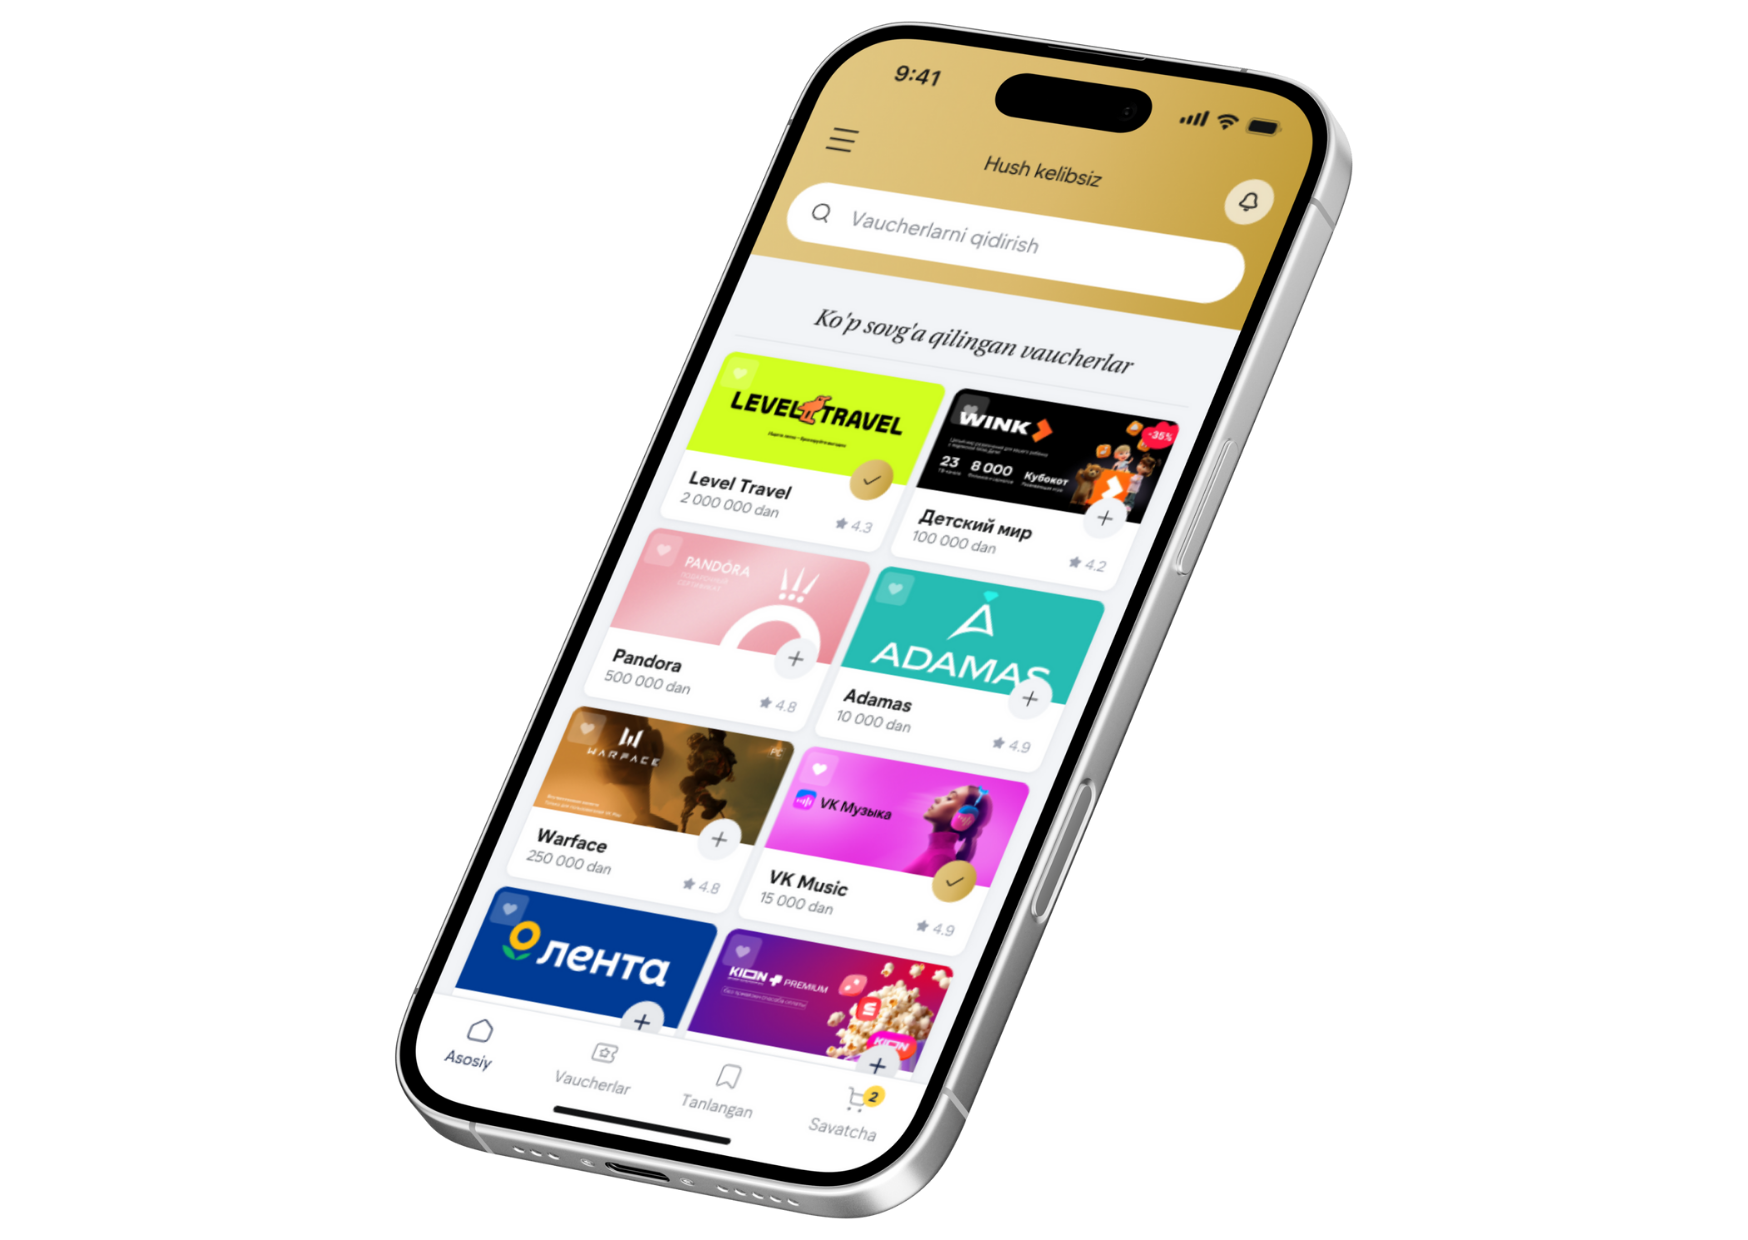 9:41
Hush kelibsiz
Vaucherlarni qidirish
Ko'p sovg'a qilingan vaucherlar
LEVEL TRAVEL
Level Travel
2 000 000 dan
4.3
WINK
-35%
23
8 000
Кубокот
Детский мир
100 000 dan
4.2
PANDÓRA
Pandora
500 000 dan
4.8
ADAMAS
Adamas
10 000 dan
4.9
WARFACE
PC
Warface
250 000 dan
4.8
VK Музыка
VK Music
15 000 dan
4.9
лента
KION PREMIUM
KION
Asosiy
Vaucherlar
Tanlangan
2
Savatcha